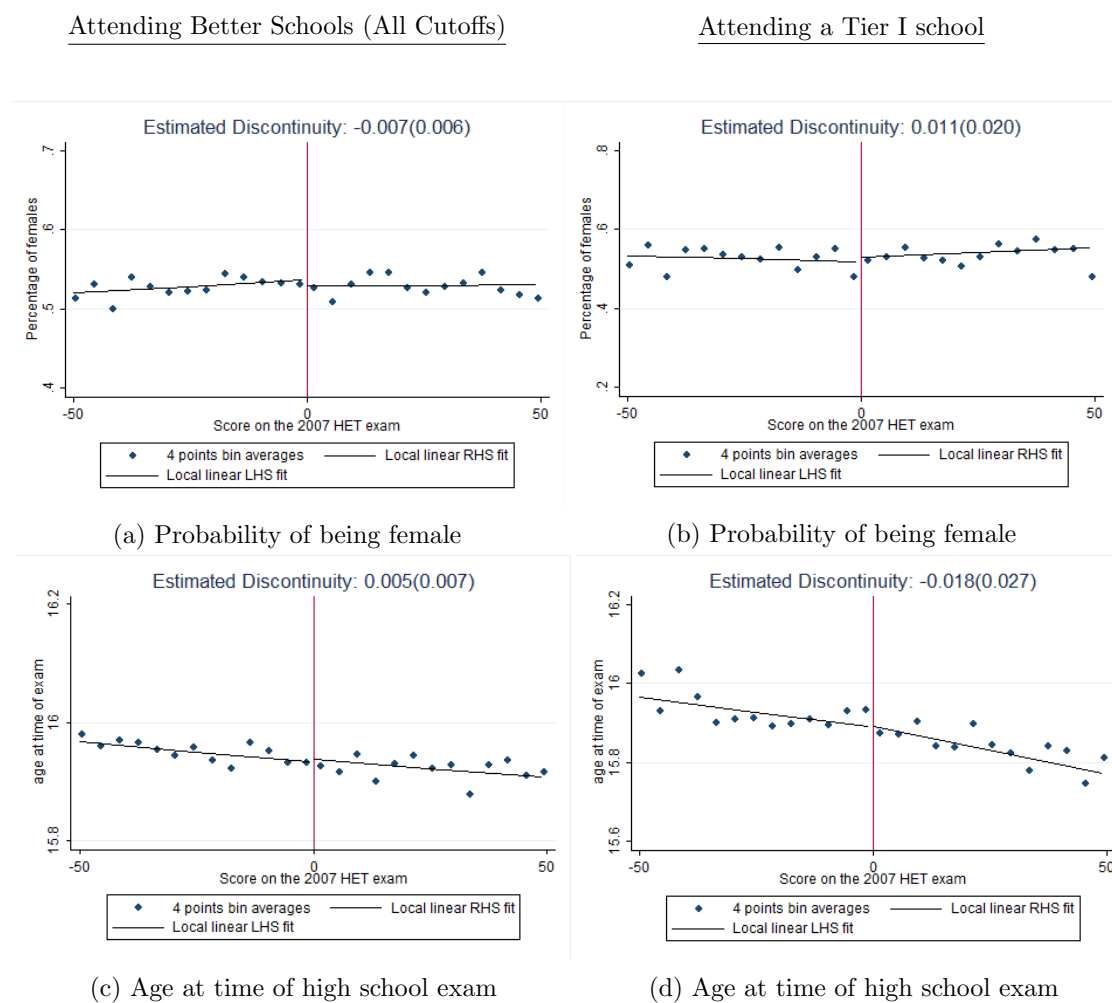 Attending Better Schools (All Cutoffs)
Attending a Tier I school
Estimated Discontinuity: -0.007(0.006)
Percentage of females
.7
.6
.5
.4
-50
0
50
Score on the 2007 HET exam
4 points bin averages
Local linear RHS fit
Local linear LHS fit
(a) Probability of being female
Estimated Discontinuity: 0.011(0.020)
Percentage of females
.8
.6
.4
.2
-50
0
50
Score on the 2007 HET exam
4 points bin averages
Local linear RHS fit
Local linear LHS fit
(b) Probability of being female
Estimated Discontinuity: 0.005(0.007)
age at time of exam
16.2
16
15.8
-50
0
50
Score on the 2007 HET exam
4 points bin averages
Local linear RHS fit
Local linear LHS fit
(c) Age at time of high school exam
Estimated Discontinuity: -0.018(0.027)
age at time of exam
16.2
16
15.8
15.6
-50
0
50
Score on the 2007 HET exam
4 points bin averages
Local linear RHS fit
Local linear LHS fit
(d) Age at time of high school exam